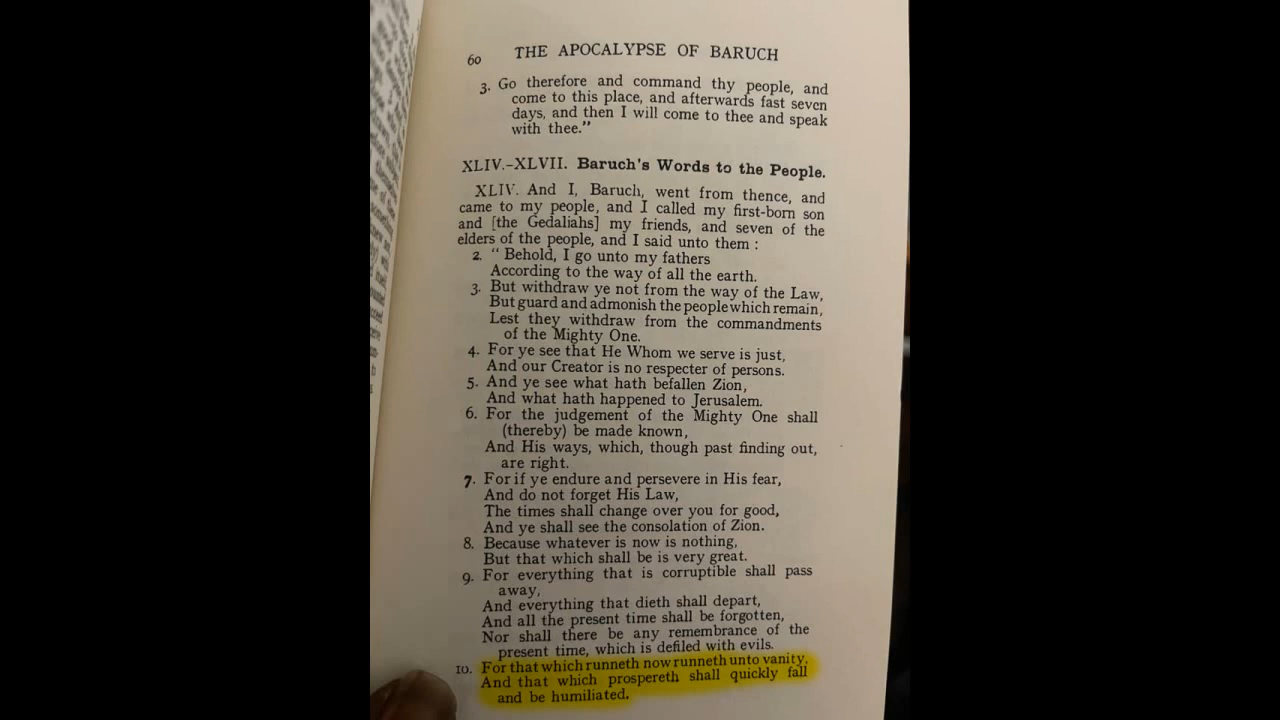 60 THE APOCALYPSE OF BARUCH
3. Go therefore and command thy people, and
come to this place, and afterwards fast seven
days, and then I will come to thee and speak
with thee."
XLIV.-XLVII. Baruch's Words to the People.
XLIV. And I, Baruch, went from thence, and
came to my people, and I called my first-born son
and [the Gedaliahs] my friends, and seven of the
elders of the people, and I said unto them :
2. " Behold, I go unto my fathers
According to the way of all the earth.
3. But withdraw ye not from the way of the Law,
But guard and admonish the people which remain,
Lest they withdraw from the commandments
of the Mighty One.
4. For ye see that He Whom we serve is just,
And our Creator is no respecter of persons.
5. And ye see what hath befallen Zion,
And what hath happened to Jerusalem.
6. For the judgement of the Mighty One shall
(thereby) be made known,
And His ways, which, though past finding out,
are right.
7. For if ye endure and persevere in His fear,
And do not forget His Law,
The times shall change over you for good,
And ye shall see the consolation of Zion.
8. Because whatever is now is nothing,
But that which shall be is very great.
9. For everything that is corruptible shall pass
away,
And everything that dieth shall depart,
And all the present time shall be forgotten,
Nor shall there be any remembrance of the
present time, which is defiled with evils.
10. For that which runneth now runneth unto vanity,
And that which prospereth shall quickly fall
and be humiliated.